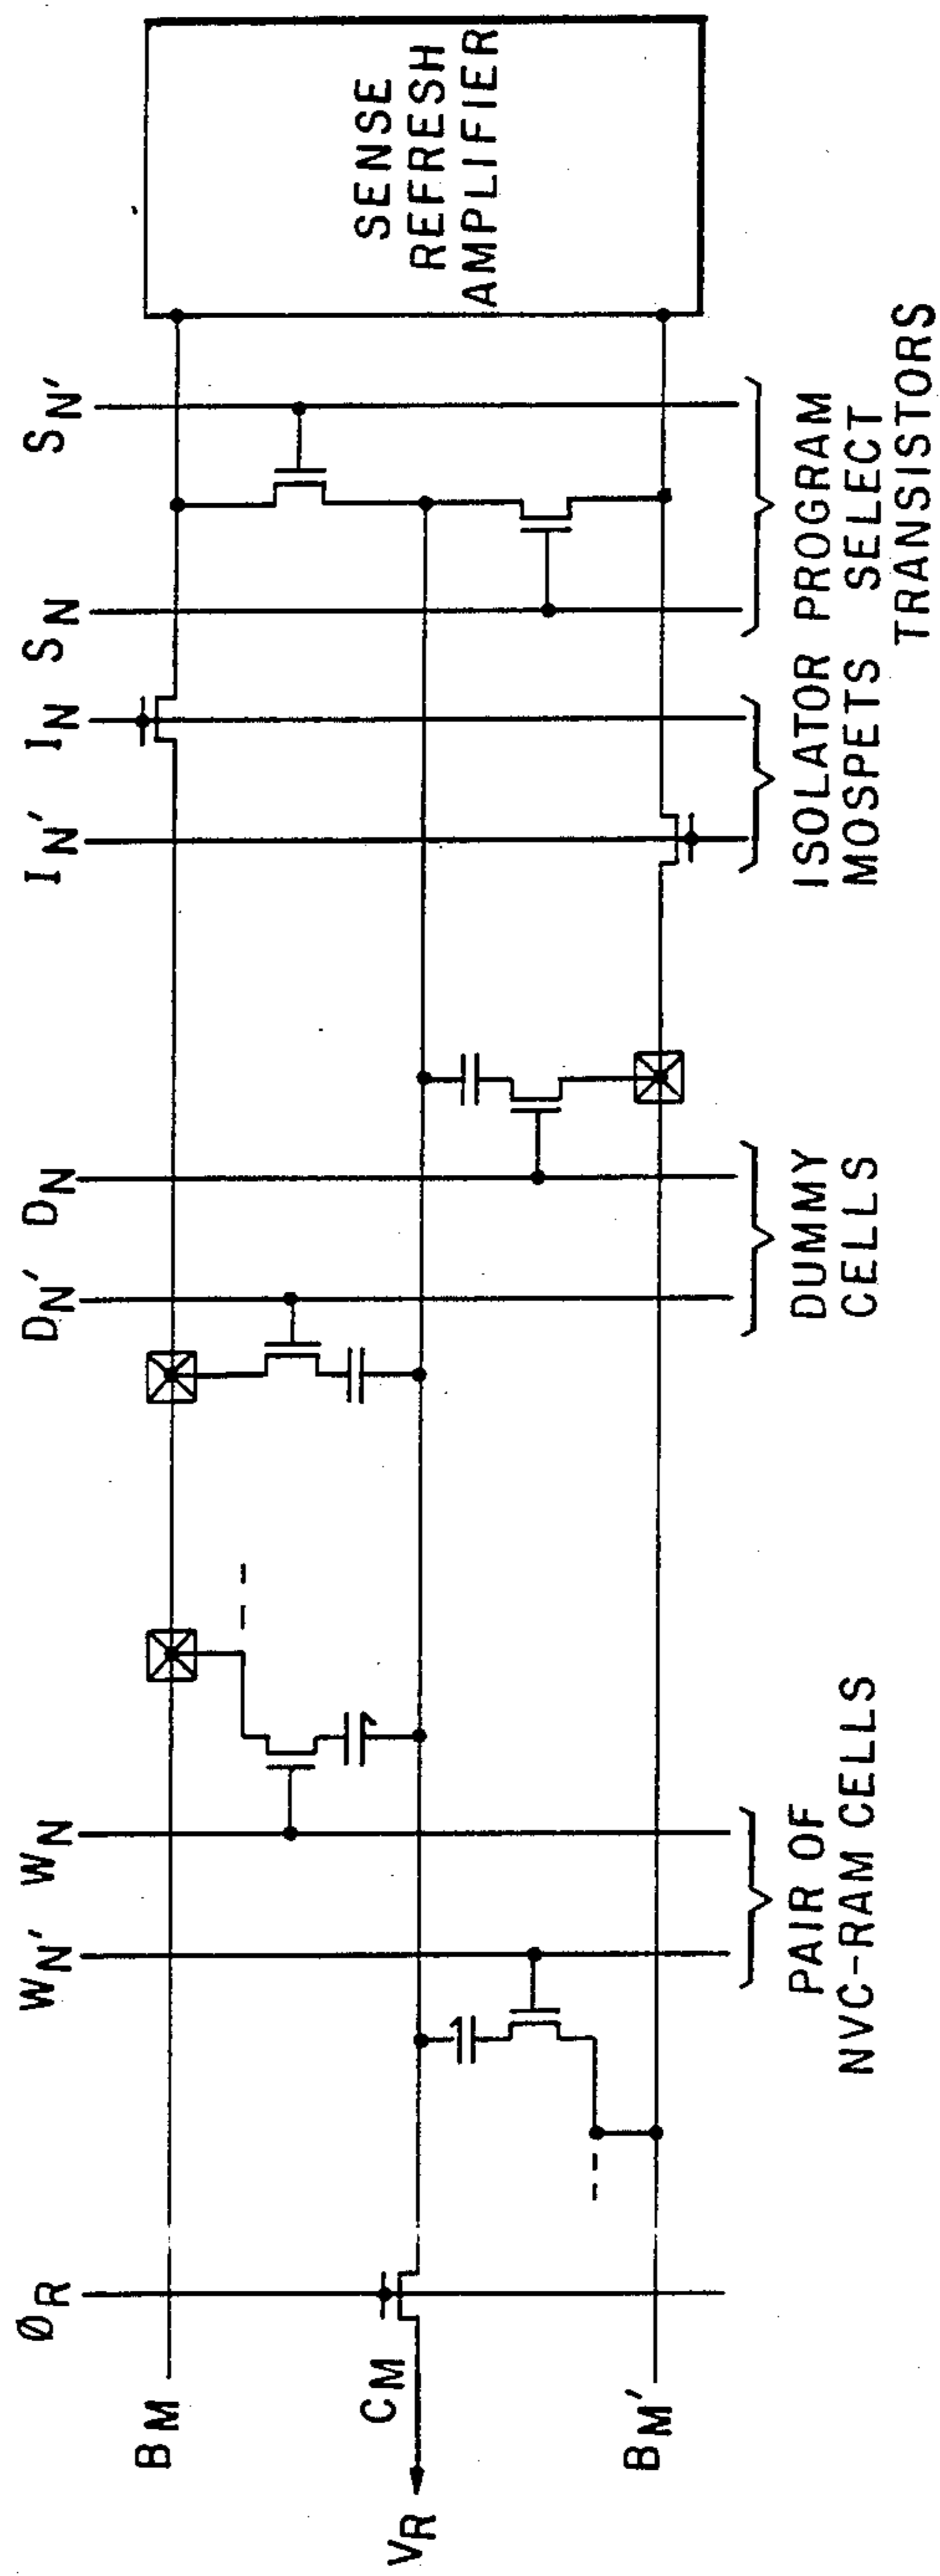 SENSE
REFRESH
AMPLIFIER
ØR
WN'
WN
DN'
DN
IN'
IN
SN
SN'
BM
CM
VR
BM'
PAIR OF
NVC-RAM CELLS
DUMMY
CELLS
ISOLATOR
MOSPETS
PROGRAM
SELECT
TRANSISTORS